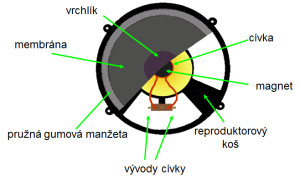 vrchlík
membrána
cívka
magnet
pružná gumová manžeta
reproduktorový
koš
vývody cívky